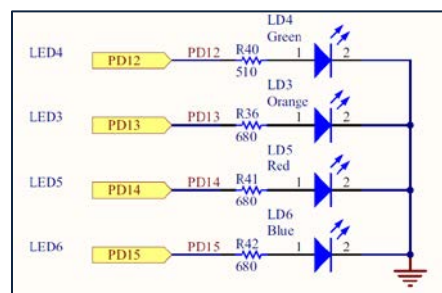 LD4
Green
LED4 PD12 PD12 R40 1 2
510
LD3
Orange
LED3 PD13 PD13 R36 1 2
680
LD5
Red
LED5 PD14 PD14 R41 1 2
680
LD6
Blue
LED6 PD15 PD15 R42 1 2
680